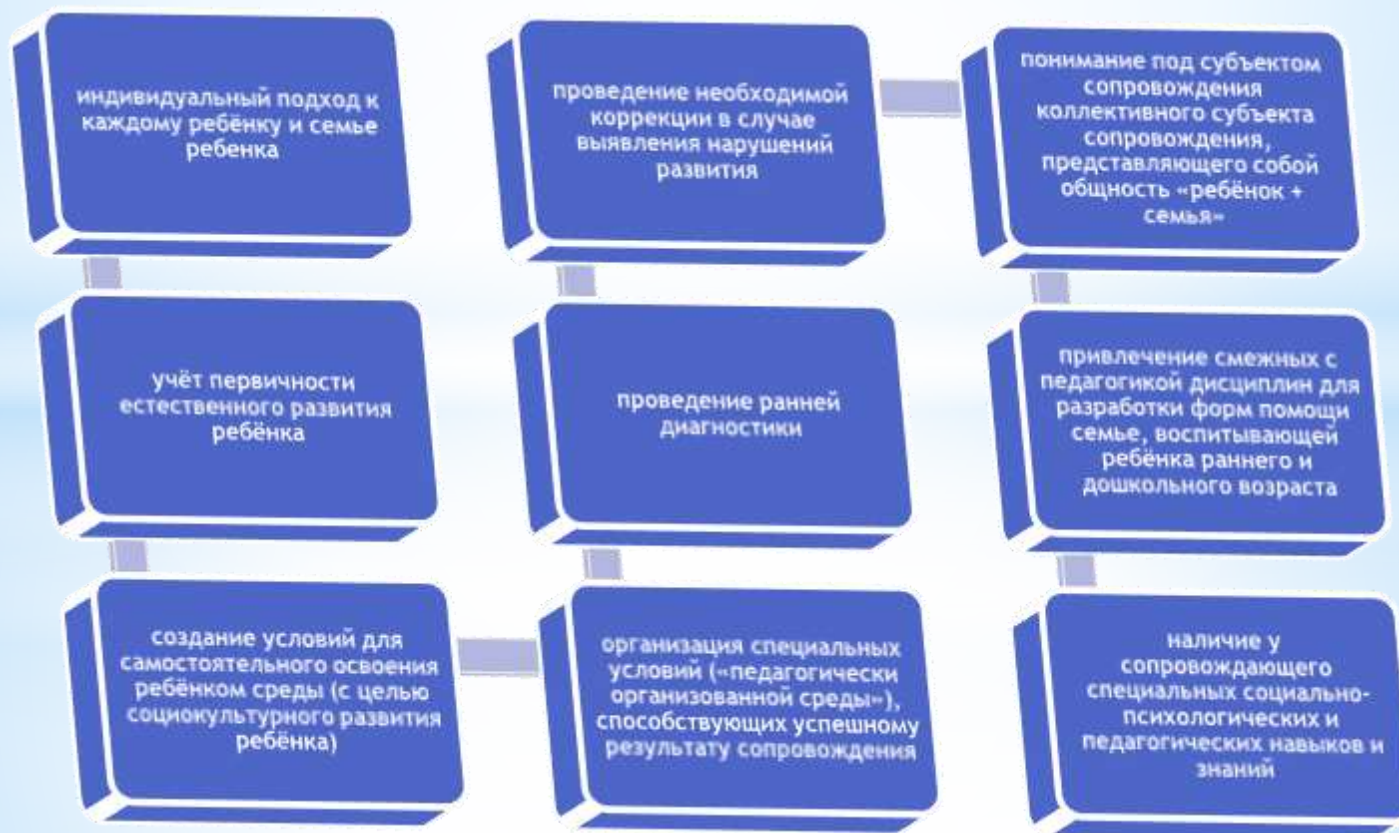 индивидуальный подход к
каждому ребёнку и семье
ребенка
учёт первичности
естественного развития
ребёнка
создание условий для
самостоятельного освоения
ребёнком среды (с целью
социокультурного развития
ребёнка)
организация специальных
условий («педагогически
организованной среды»),
способствующих успешному
результату сопровождения
проведение ранней
диагностики
проведение необходимой
коррекции в случае
выявления нарушений
развития
понимание под субъектом
сопровождения
коллективного субъекта
сопровождения,
представляющего собой
общность «ребёнок +
семья»
привлечение смежных с
педагогикой дисциплин для
разработки форм помощи
семье, воспитывающей
ребёнка раннего и
дошкольного возраста
наличие у
сопровождающего
специальных социально-
психологических и
педагогических навыков и
знаний